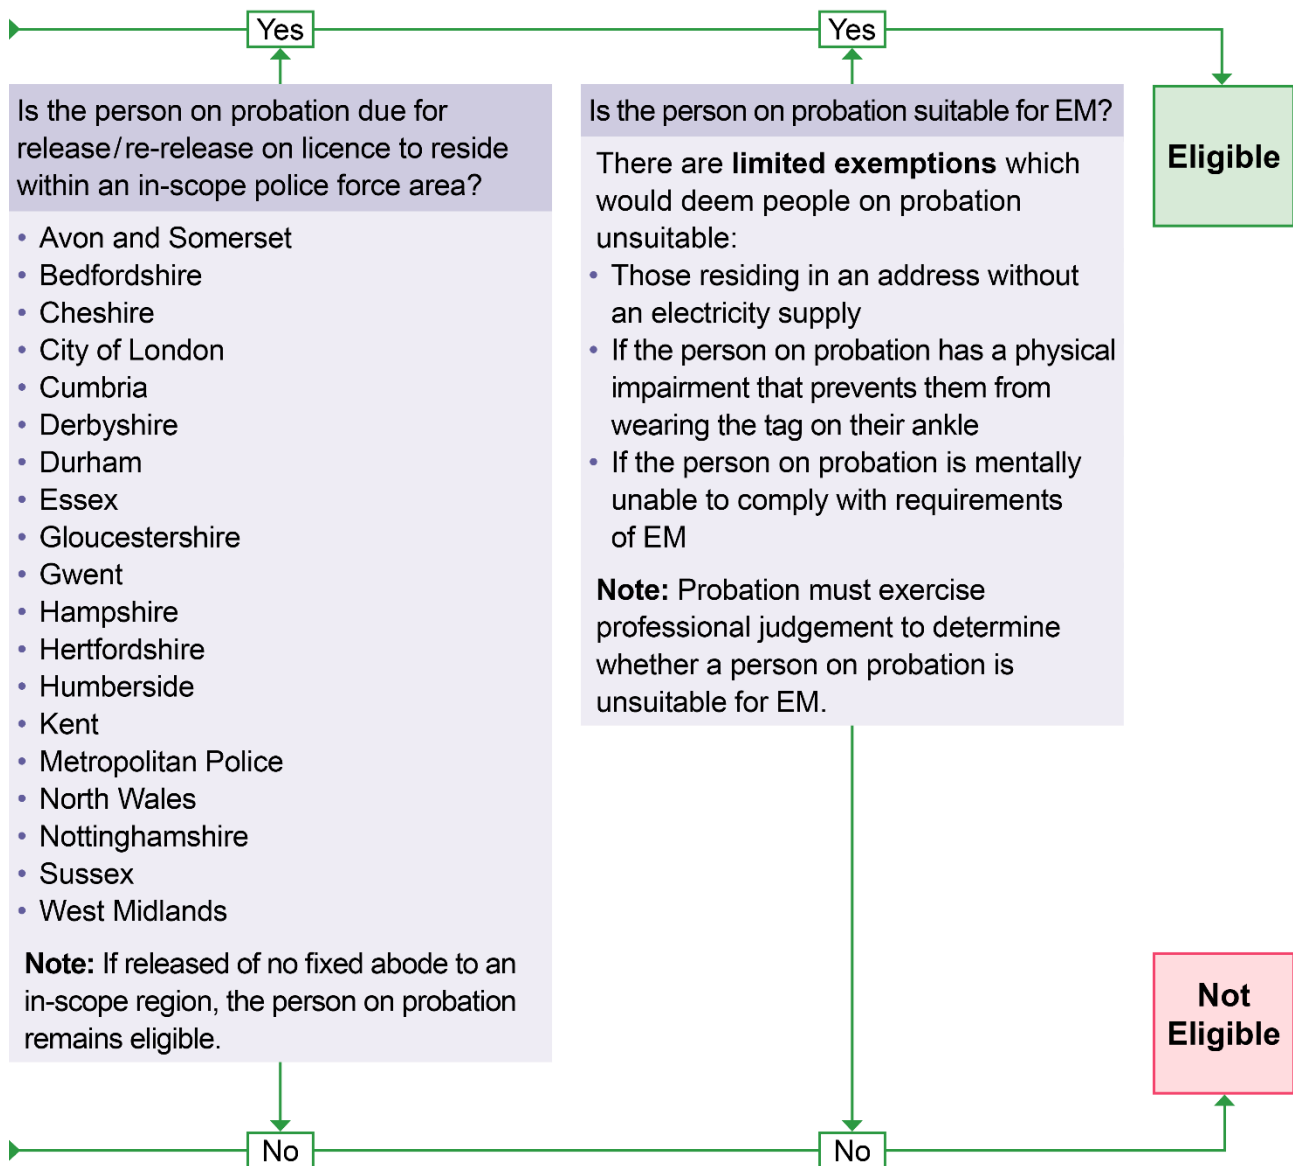 Yes
Yes
Is the person on probation due for
release/re-release on licence to reside
within an in-scope police force area?
• Avon and Somerset
• Bedfordshire
• Cheshire
• City of London
• Cumbria
• Derbyshire
• Durham
• Essex
• Gloucestershire
• Gwent
• Hampshire
• Hertfordshire
• Humberside
• Kent
• Metropolitan Police
• North Wales
• Nottinghamshire
• Sussex
• West Midlands
Note: If released of no fixed abode to an
in-scope region, the person on probation
remains eligible.
Is the person on probation suitable for EM?
There are limited exemptions which
would deem people on probation
unsuitable:
• Those residing in an address without
an electricity supply
• If the person on probation has a physical
impairment that prevents them from
wearing the tag on their ankle
• If the person on probation is mentally
unable to comply with requirements
of EM
Note: Probation must exercise
professional judgement to determine
whether a person on probation is
unsuitable for EM.
Eligible
Not
Eligible
No
No